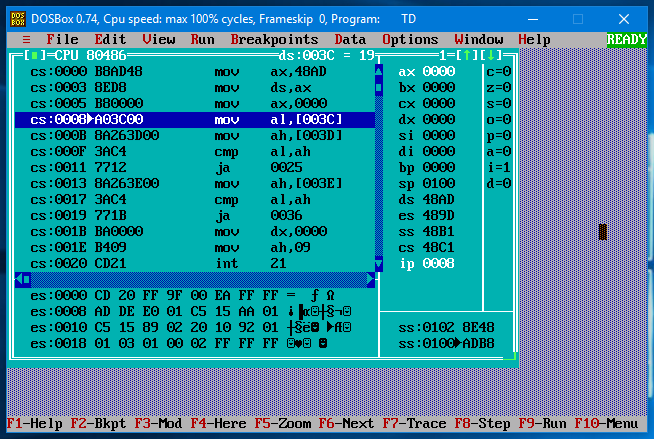 DOSBox 0.74, Cpu speed: max 100% cycles, Frameskip 0, Program: TD
≡ File Edit View Run Breakpoints Data Options Window Help READY
[■]=CPU 80486 ds:003C = 19 1=[↑][↓]
cs:0000 B8AD48 mov ax,48AD ax 0000 c=0
cs:0003 8ED8 mov ds,ax bx 0000 z=0
cs:0005 B80000 mov ax,0000 cx 0000 s=0
cs:0008►A03C00 mov al,[003C] dx 0000 o=0
cs:000B 8A263D00 mov ah,[003D] si 0000 p=0
cs:000F 3AC4 cmp al,ah di 0000 a=0
cs:0011 7712 ja 0025 bp 0000 i=1
cs:0013 8A263E00 mov ah,[003E] sp 0100 d=0
cs:0017 3AC4 cmp al,ah ds 48AD
cs:0019 771B ja 0036 es 489D
cs:001B BA0000 mov dx,0000 ss 48B1
cs:001E B409 mov ah,09 cs 48C1
cs:0020 CD21 int 21 ip 0008
es:0000 CD 20 FF 9F 00 EA FF FF = ƒ Ω
es:0008 AD DE E0 01 C5 15 AA 01 ¡▐α☺┼§¬☺
es:0010 C5 15 89 02 20 10 92 01 ┼§ë☻ ►Æ☺ ss:0102 8E48
es:0018 01 03 01 00 02 FF FF FF ☺♥☺ ☻ ss:0100►ADB8
F1-Help F2-Bkpt F3-Mod F4-Here F5-Zoom F6-Next F7-Trace F8-Step F9-Run F10-Menu